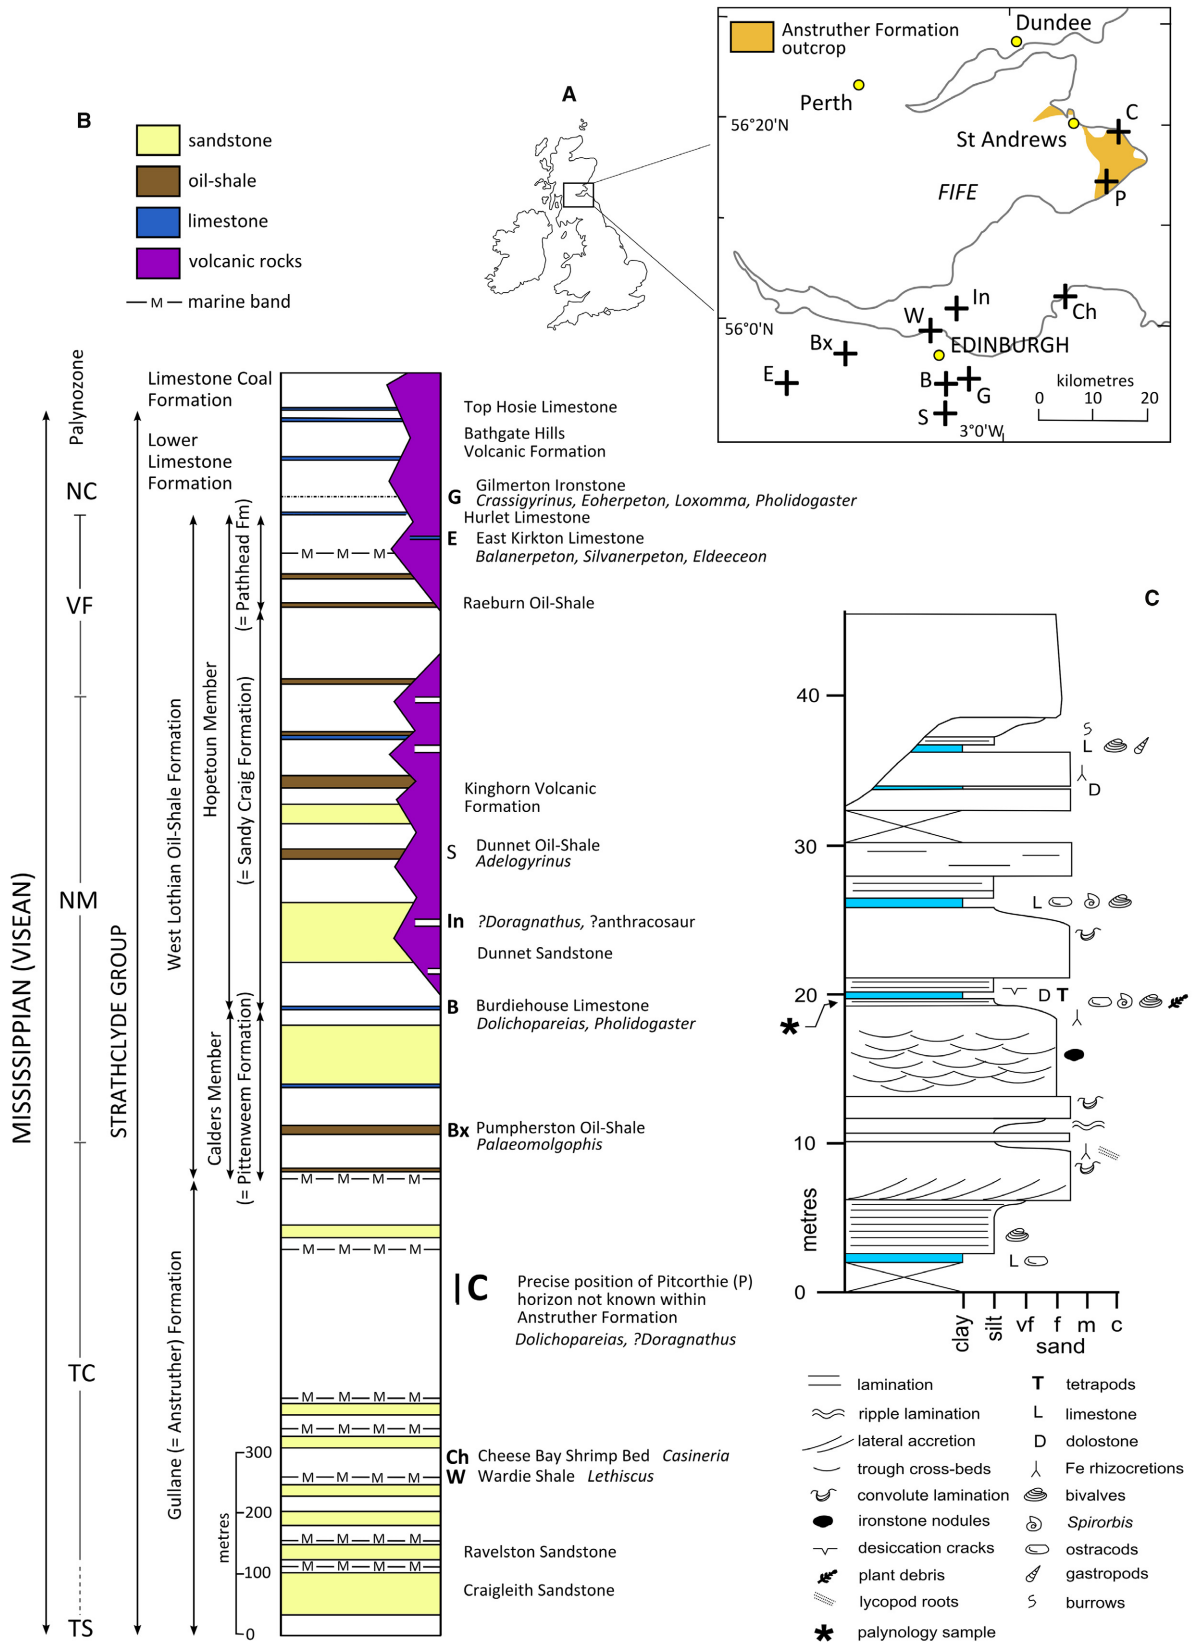 A
B
C
sandstone
oil-shale
limestone
volcanic rocks
— M — marine band
Anstruther Formation
outcrop
Dundee
Perth
56°20'N
St Andrews
C
FIFE
P
In
W
Ch
56°0'N
Bx
EDINBURGH
E
B
G
S
3°0'W
kilometres
0 10 20
Palynozone
NC
VF
NM
TC
TS
MISSISSIPPIAN (VISEAN)
STRATHCLYDE GROUP
Limestone Coal
Formation
Lower
Limestone
Formation
West Lothian Oil-Shale Formation
Hopetoun Member
Calders Member
(= Pathhead Fm)
(= Sandy Craig Formation)
(= Pittenweem Formation)
Gullane (= Anstruther) Formation
Top Hosie Limestone
Bathgate Hills
Volcanic Formation
G Gilmerton Ironstone
Crassigyrinus, Eoherpeton, Loxomma, Pholidogaster
Hurlet Limestone
E East Kirkton Limestone
Balanerpeton, Silvanerpeton, Eldeeceon
M M M
Raeburn Oil-Shale
Kinghorn Volcanic
Formation
S Dunnet Oil-Shale
Adelogyrinus
In ?Doragnathus, ?anthracosaur
Dunnet Sandstone
B Burdiehouse Limestone
Dolichopareias, Pholidogaster
Bx Pumpherston Oil-Shale
Palaeomolgophis
M M M M
M M M M
C Precise position of Pitcorthie (P)
horizon not known within
Anstruther Formation
Dolichopareias, ?Doragnathus
M M M M
M M M M
Ch Cheese Bay Shrimp Bed Casineria
W Wardie Shale Lethiscus
M M M M
M M M M
Ravelston Sandstone
M M M M
Craigleith Sandstone
300
200
100
0
metres
40
30
20
10
0
metres
L
D
L
D T
L
clay silt vf f m c
sand
lamination
ripple lamination
lateral accretion
trough cross-beds
convolute lamination
ironstone nodules
desiccation cracks
plant debris
lycopod roots
palynology sample
T tetrapods
L limestone
D dolostone
Fe rhizocretions
bivalves
Spirorbis
ostracods
gastropods
burrows